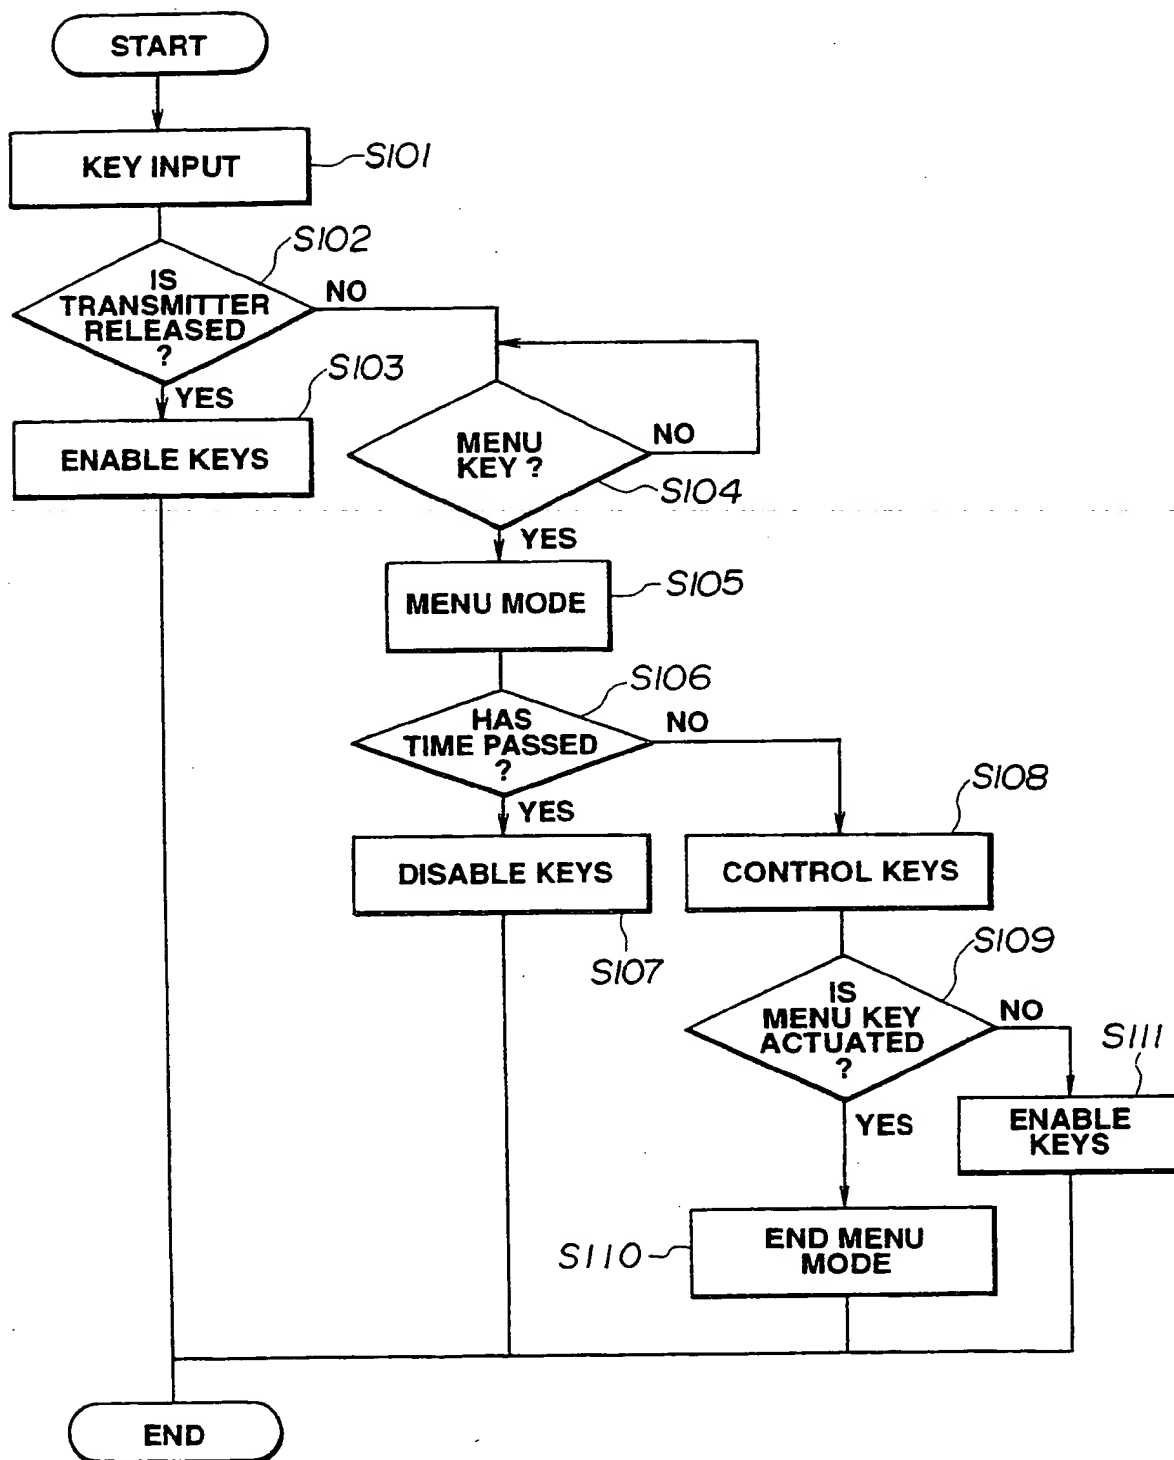 START
KEY INPUT
S101
S102
IS
TRANSMITTER
RELEASED
?
NO
YES
S103
ENABLE KEYS
MENU
KEY ?
NO
S104
YES
MENU MODE
S105
S106
HAS
TIME PASSED
?
NO
YES
DISABLE KEYS
S107
S108
CONTROL KEYS
S109
IS
MENU KEY
ACTUATED
?
NO
S111
YES
ENABLE
KEYS
S110
END MENU
MODE
END